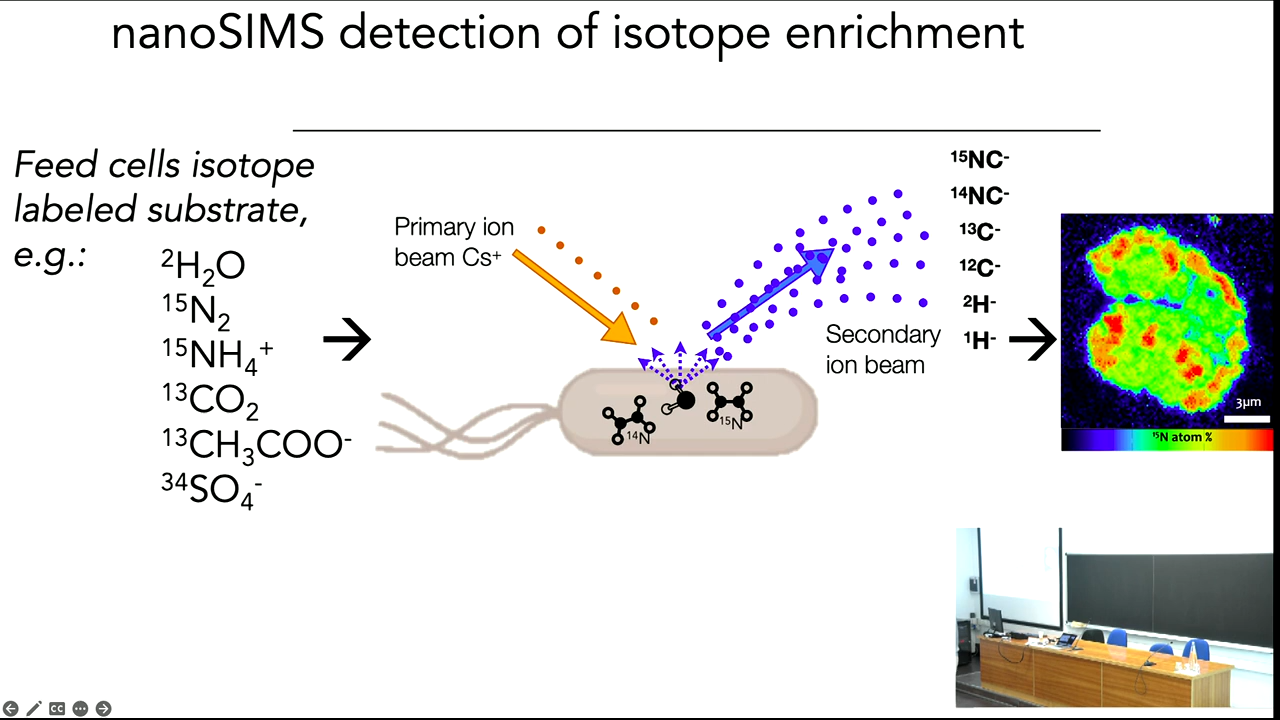 nanoSIMS detection of isotope enrichment
Feed cells isotope
labeled substrate,
e.g.:
²H₂O
¹⁵N₂
¹⁵NH₄⁺
¹³CO₂
¹³CH₃COO⁻
³⁴SO₄⁻
Primary ion
beam Cs⁺
¹⁴N
¹⁵N
Secondary
ion beam
¹⁵NC⁻
¹⁴NC⁻
¹³C⁻
¹²C⁻
²H⁻
¹H⁻
3µm
¹⁵N atom %
CC